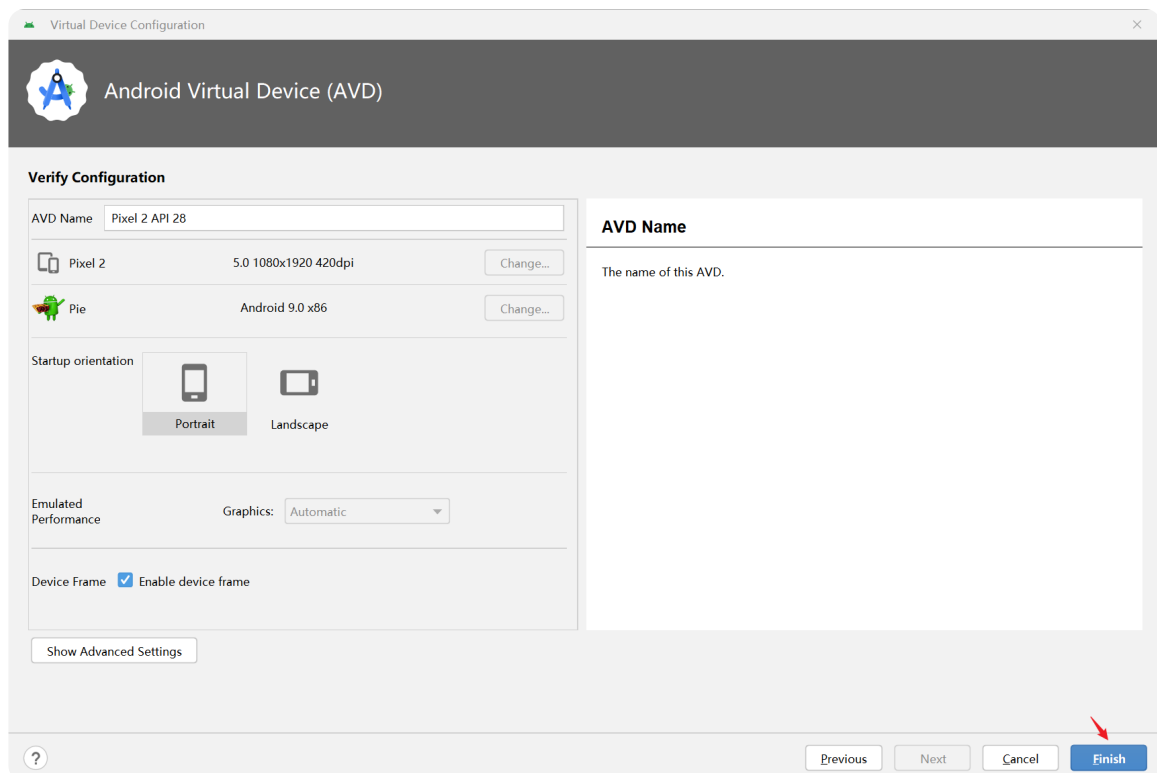 Virtual Device Configuration
Android Virtual Device (AVD)
Verify Configuration
AVD Name Pixel 2 API 28
Pixel 2 5.0 1080x1920 420dpi Change...
Pie Android 9.0 x86 Change...
Startup orientation
Portrait Landscape
Emulated
Performance Graphics: Automatic
Device Frame Enable device frame
Show Advanced Settings
AVD Name
The name of this AVD.
? Previous Next Cancel Finish